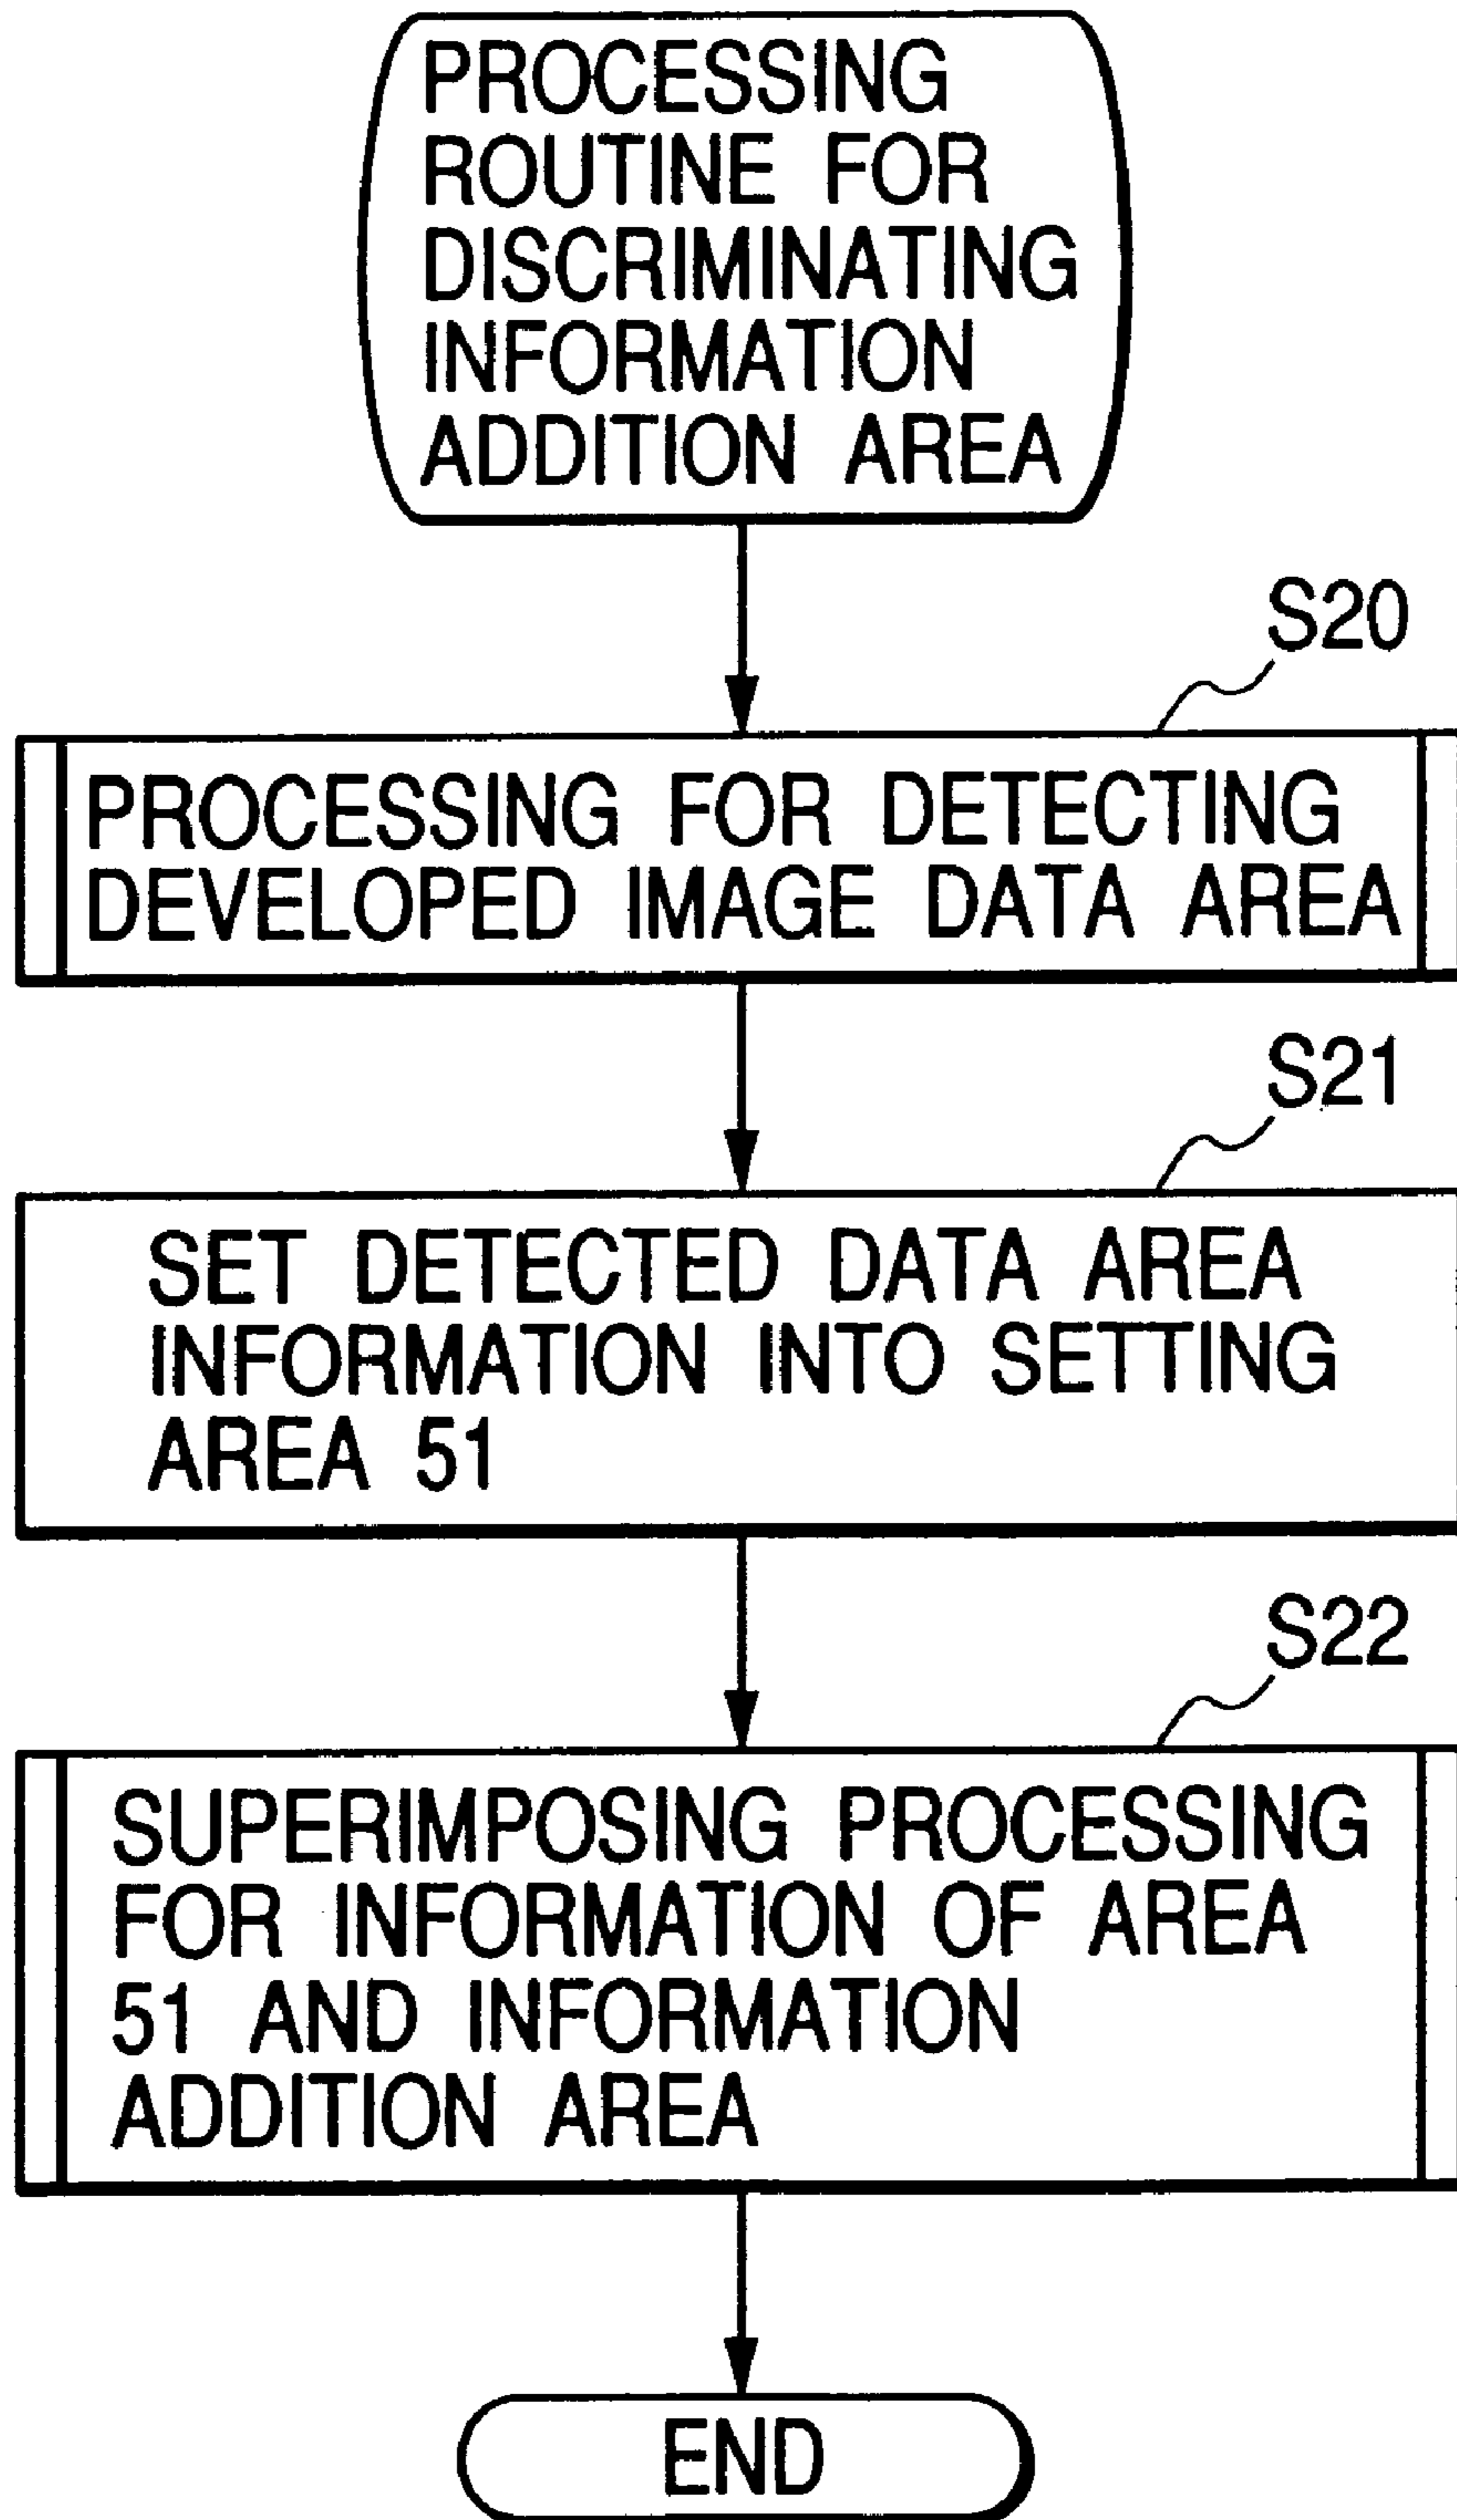 PROCESSING
ROUTINE FOR
DISCRIMINATING
INFORMATION
ADDITION AREA
S20
PROCESSING FOR DETECTING
DEVELOPED IMAGE DATA AREA
S21
SET DETECTED DATA AREA
INFORMATION INTO SETTING
AREA 51
S22
SUPERIMPOSING PROCESSING
FOR INFORMATION OF AREA
51 AND INFORMATION
ADDITION AREA
END